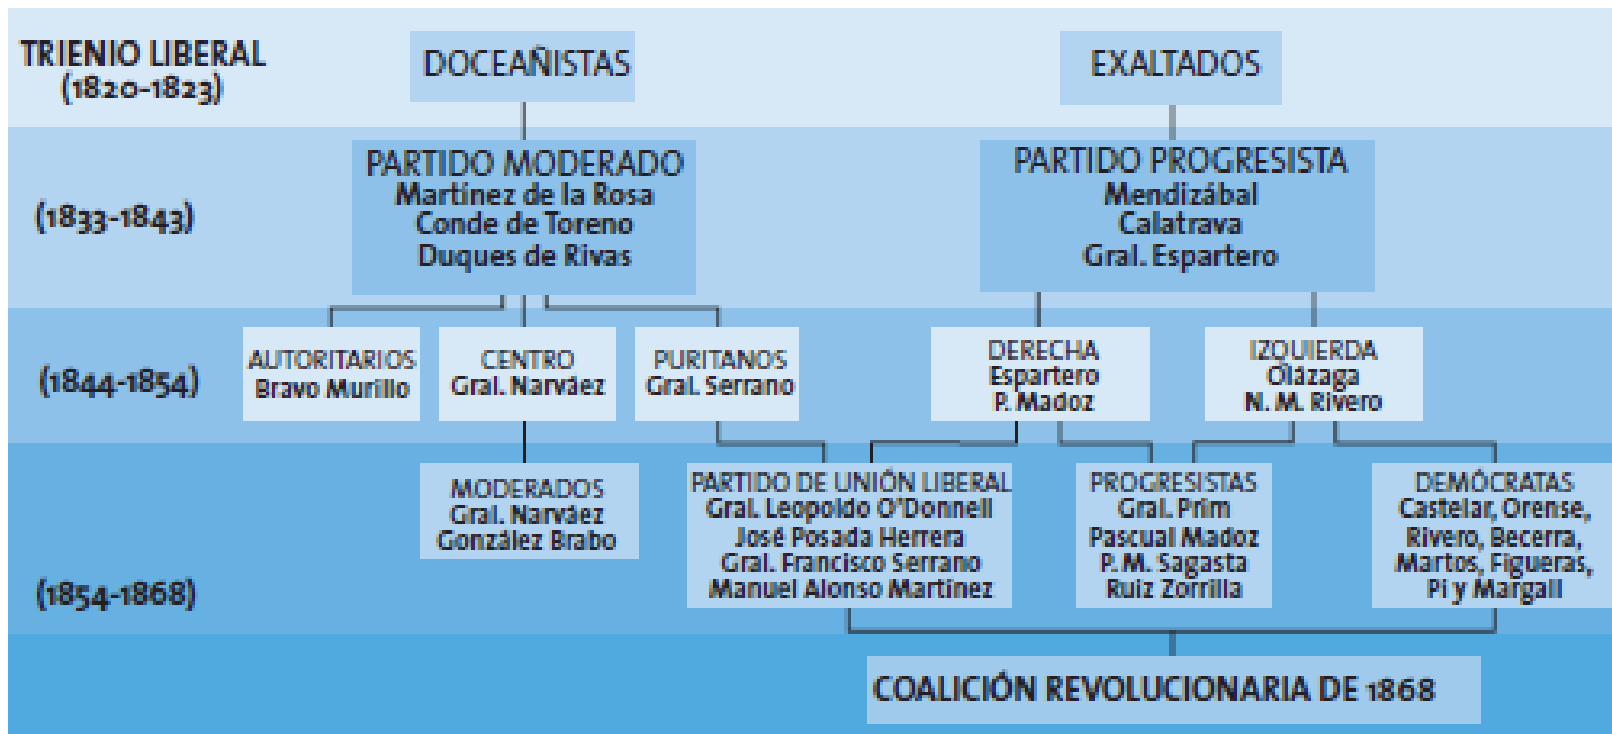 TRIENIO LIBERAL
(1820-1823)
DOCEAÑISTAS
EXALTADOS
(1833-1843)
PARTIDO MODERADO
Martínez de la Rosa
Conde de Toreno
Duques de Rivas
PARTIDO PROGRESISTA
Mendizábal
Calatrava
Gral. Espartero
(1844-1854)
AUTORITARIOS
Bravo Murillo
CENTRO
Gral. Narváez
PURITANOS
Gral. Serrano
DERECHA
Espartero
P. Madoz
IZQUIERDA
Olázaga
N. M. Rivero
(1854-1868)
MODERADOS
Gral. Narváez
González Brabo
PARTIDO DE UNIÓN LIBERAL
Gral. Leopoldo O'Donnell
José Posada Herrera
Gral. Francisco Serrano
Manuel Alonso Martínez
PROGRESISTAS
Gral. Prim
Pascual Madoz
P. M. Sagasta
Ruiz Zorrilla
DEMÓCRATAS
Castelar, Orense,
Rivero, Becerra,
Martos, Figueras,
Pi y Margall
COALICIÓN REVOLUCIONARIA DE 1868